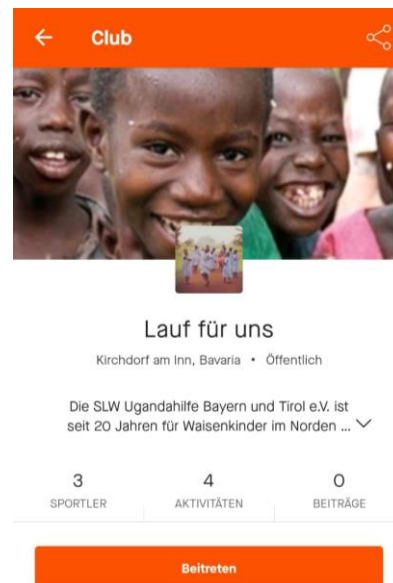 Club
Lauf für uns
Kirchdorf am Inn, Bavaria • Öffentlich
Die SLW Ugandahilfe Bayern und Tirol e.V. ist
seit 20 Jahren für Waisenkinder im Norden ...
3 4 0
SPORTLER AKTIVITÄTEN BEITRÄGE
Beitreten